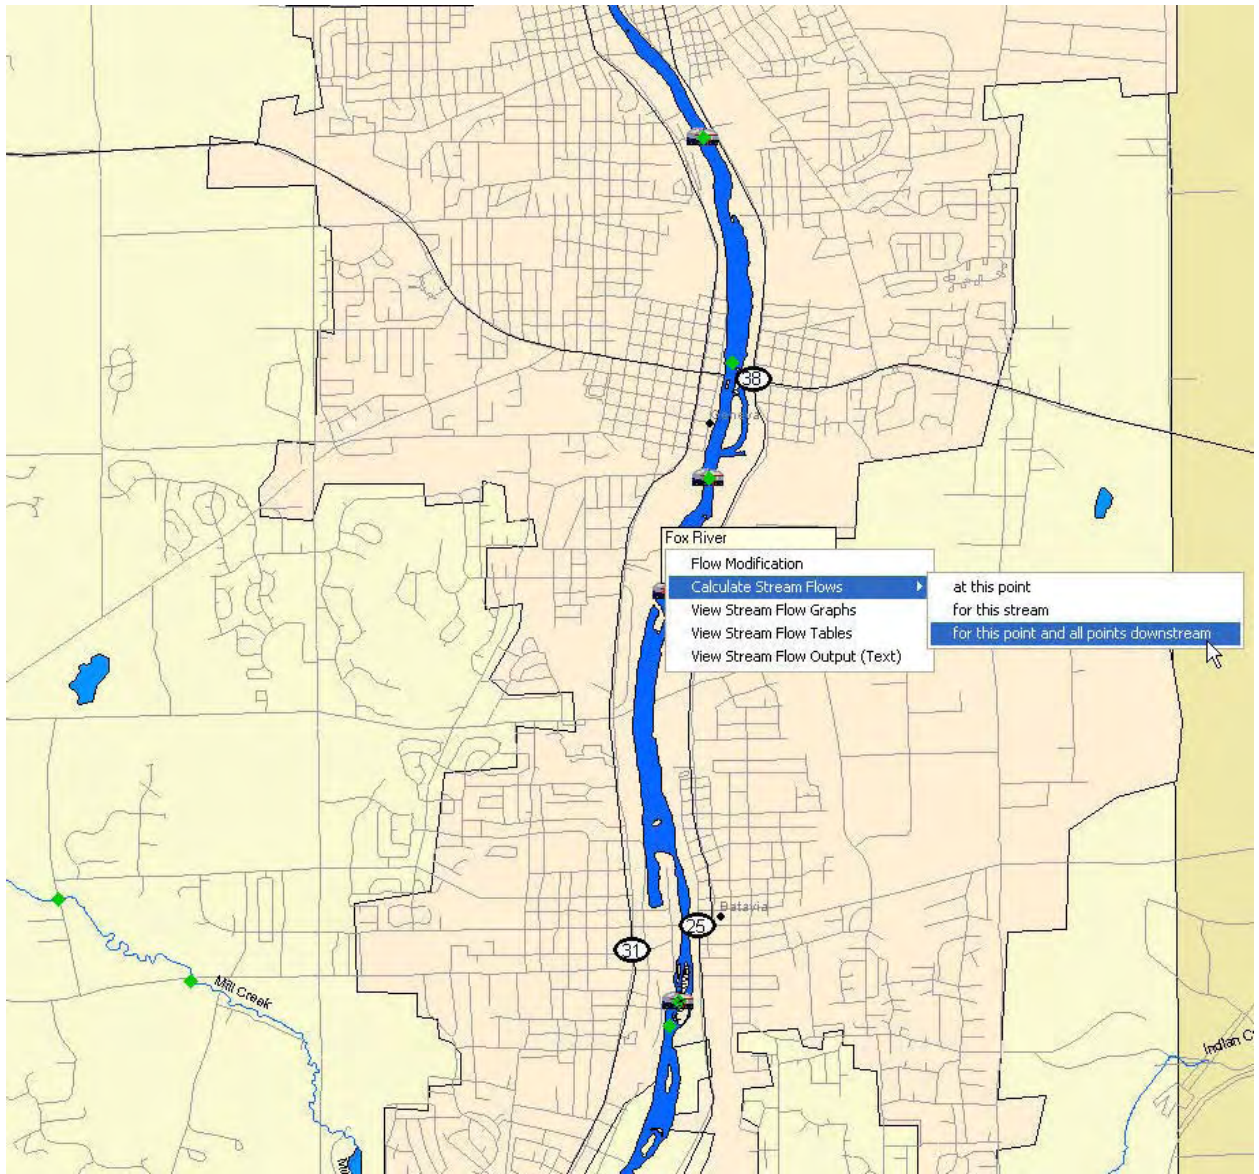 38
Geneva
Fox River
Flow Modification
Calculate Stream Flows
at this point
View Stream Flow Graphs
for this stream
View Stream Flow Tables
for this point and all points downstream
View Stream Flow Output (Text)
Batavia
25
31
Mill Creek
Indian C